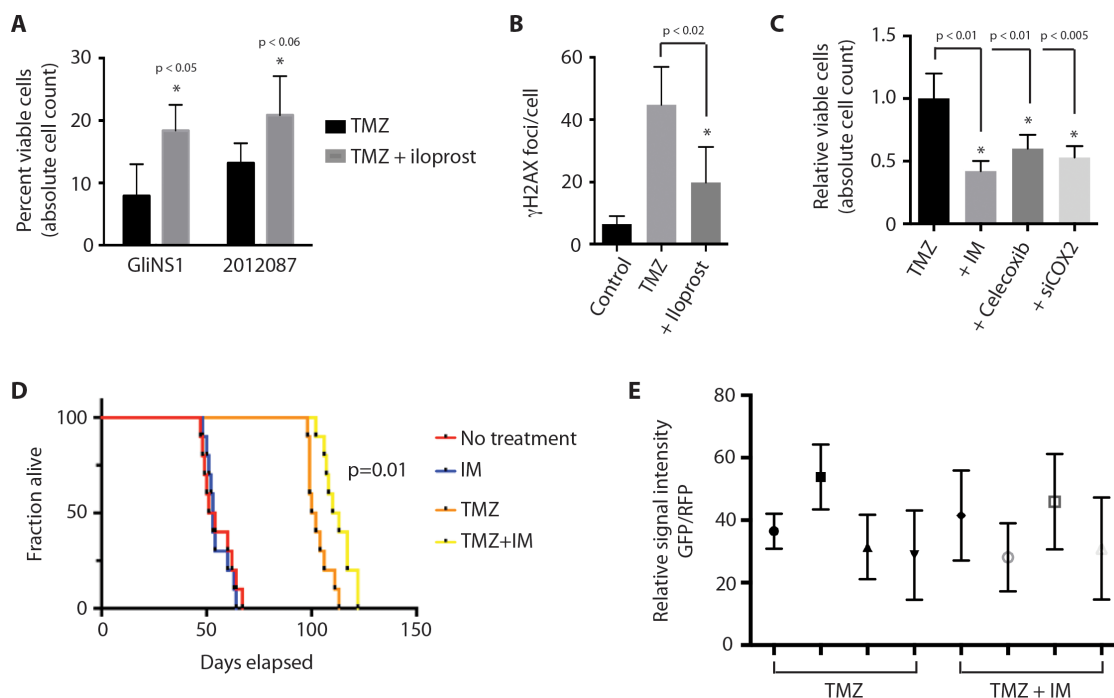 A
Percent viable cells
(absolute cell count)
30
20
10
0
p < 0.05
*
p < 0.06
*
GliNS1
2012087
TMZ
TMZ + iloprost
B
γH2AX foci/cell
60
40
20
0
p < 0.02
*
Control
TMZ
+ Iloprost
C
Relative viable cells
(absolute cell count)
1.5
1.0
0.5
0.0
p < 0.01
p < 0.01
p < 0.005
*
*
*
TMZ
+ IM
+ Celecoxib
+ siCOX2
D
Fraction alive
100
50
0
0
50
100
150
Days elapsed
p=0.01
No treatment
IM
TMZ
TMZ+IM
E
Relative signal intensity
GFP/RFP
80
60
40
20
0
TMZ
TMZ + IM